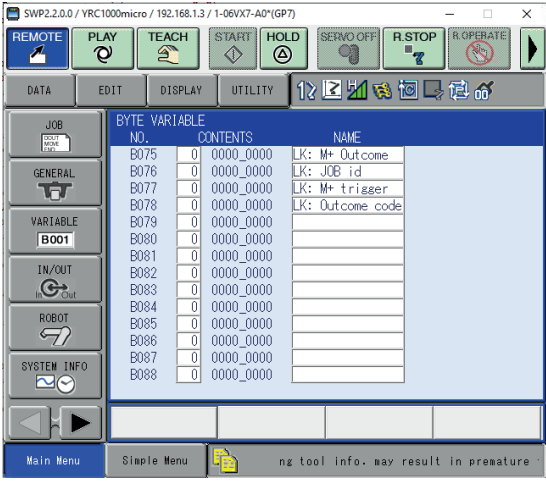 SWP2.2.0.0 / YRC1000micro / 192.168.1.3 / 1-06VX7-A0*(GP7)
REMOTE PLAY TEACH START HOLD SERVO OFF R.STOP R.OPERATE
DATA EDIT DISPLAY UTILITY
JOB
DOUT
MOVE
END
GENERAL
VARIABLE
B001
IN/OUT
In Out
ROBOT
SYSTEM INFO
BYTE VARIABLE
NO. CONTENTS NAME
B075 0 0000_0000 LK: M+ Outcome
B076 0 0000_0000 LK: JOB id
B077 0 0000_0000 LK: M+ trigger
B078 0 0000_0000 LK: Outcome code
B079 0 0000_0000
B080 0 0000_0000
B081 0 0000_0000
B082 0 0000_0000
B083 0 0000_0000
B084 0 0000_0000
B085 0 0000_0000
B086 0 0000_0000
B087 0 0000_0000
B088 0 0000_0000
Main Menu Simple Menu ng tool info. may result in premature